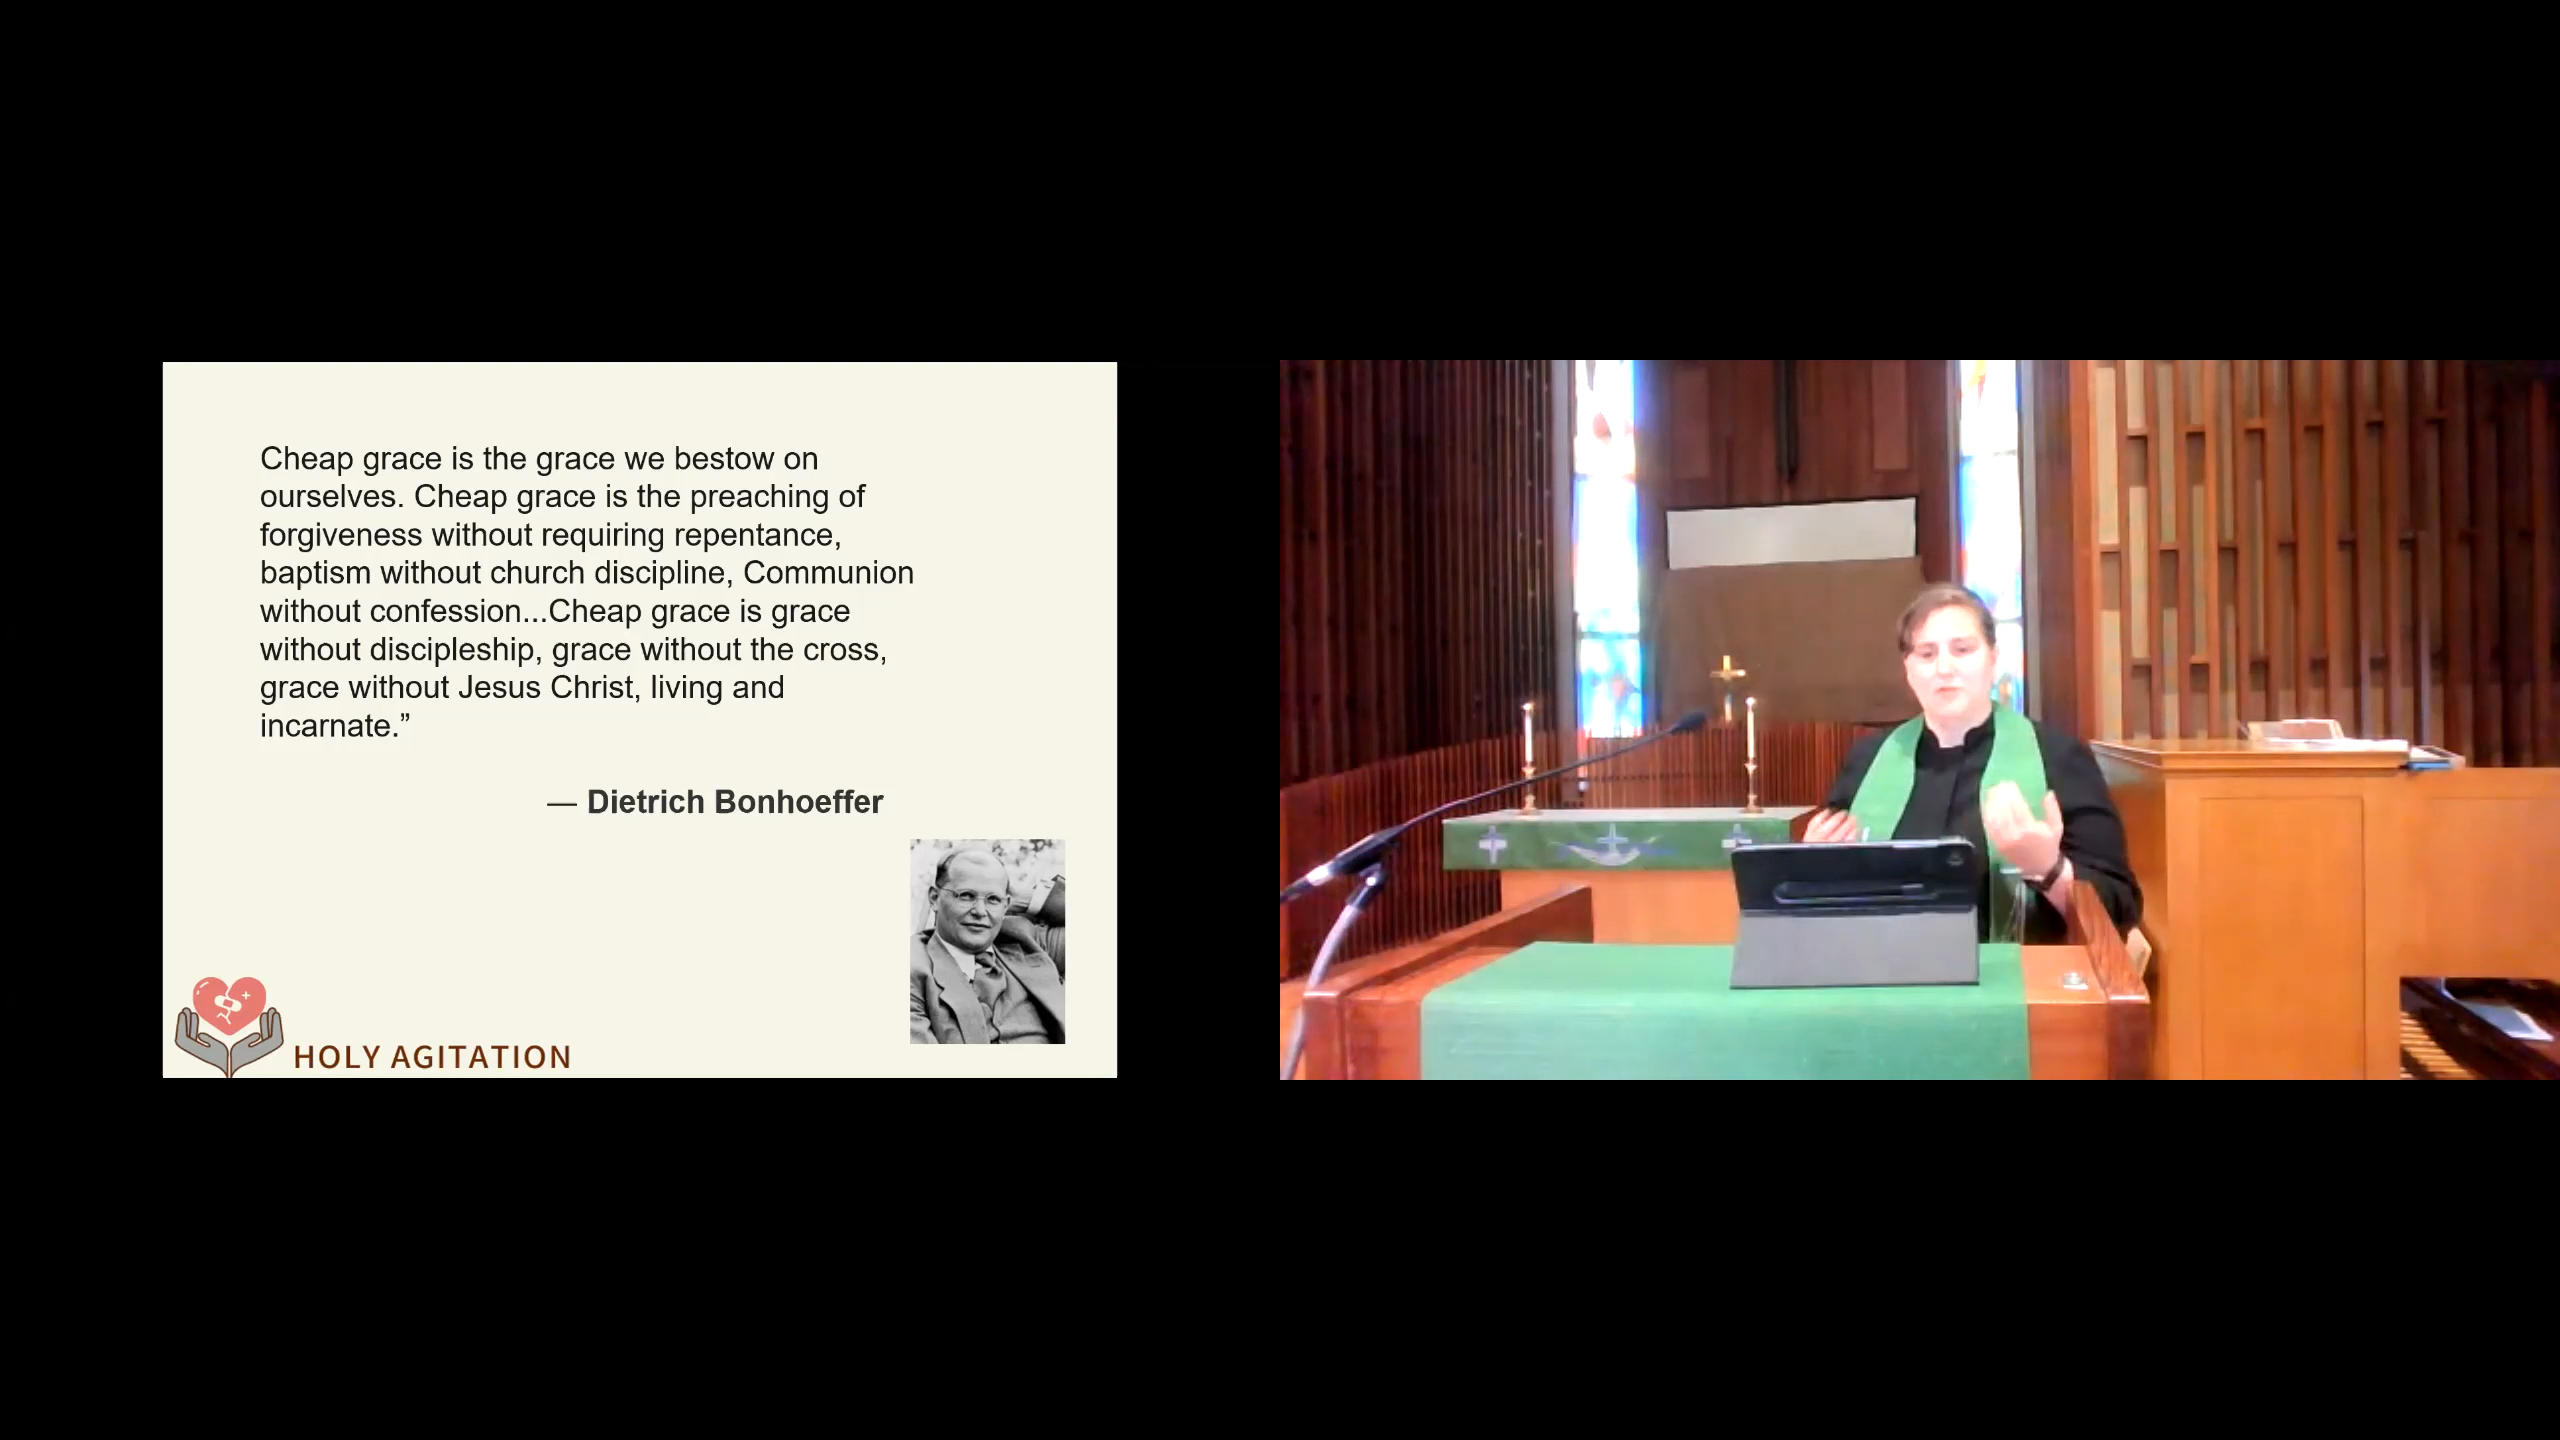 Cheap grace is the grace we bestow on
ourselves. Cheap grace is the preaching of
forgiveness without requiring repentance,
baptism without church discipline, Communion
without confession...Cheap grace is grace
without discipleship, grace without the cross,
grace without Jesus Christ, living and
incarnate.”
— Dietrich Bonhoeffer
HOLY AGITATION